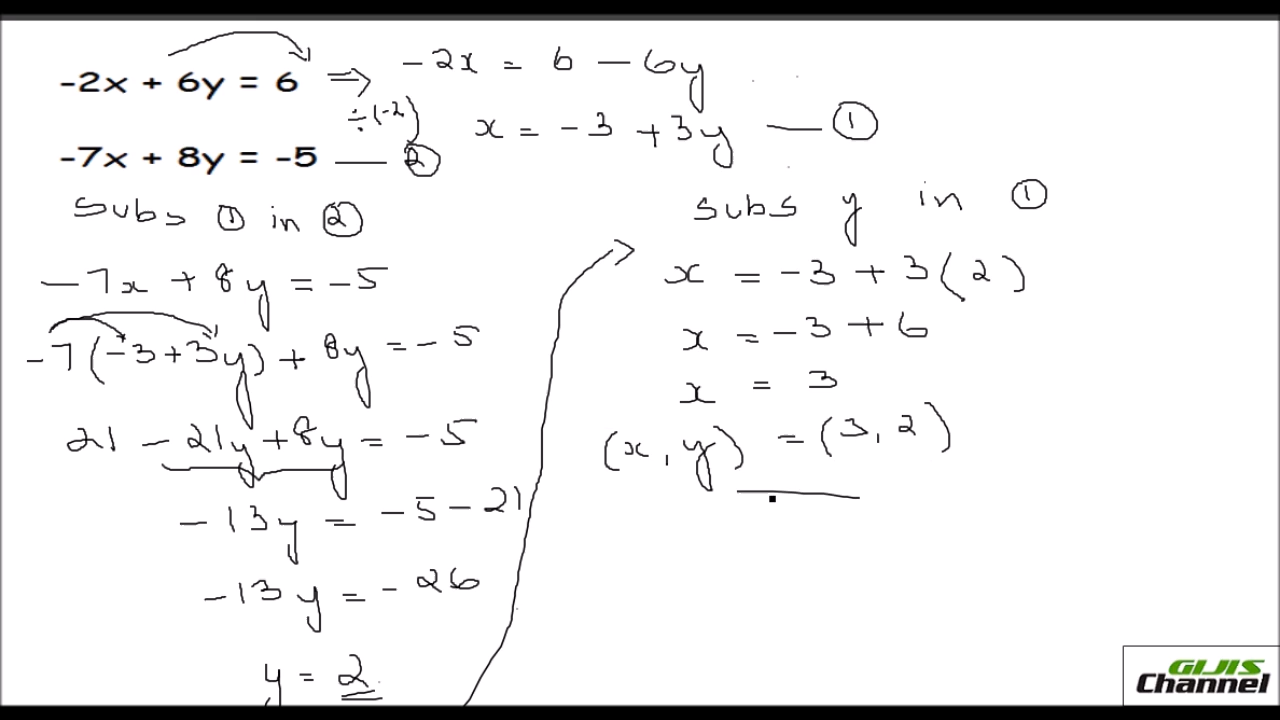 -2x + 6y = 6 ⇒ -2x = 6 - 6y
÷(-2) x = -3 + 3y — ①
-7x + 8y = -5 — ②
Subs ① in ②
-7x + 8y = -5
-7(-3+3y) + 8y = -5
21 - 21y + 8y = -5
-13y = -5 - 21
-13y = -26
y = 2
subs y in ①
x = -3 + 3(2)
x = -3 + 6
x = 3
(x, y) = (3, 2)
GIJIS
Channel